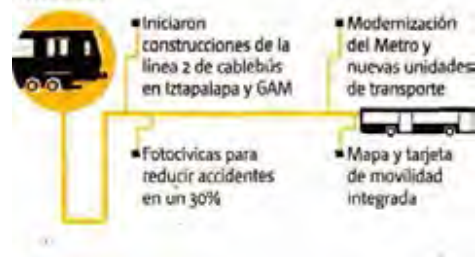 ■ Iniciaron
construcciones de la
línea 2 de cablebús
en Iztapalapa y GAM
■ Modernización
del Metro y
nuevas unidades
de transporte
■ Fotocívicas para
reducir accidentes
en un 30%
■ Mapa y tarjeta
de movilidad
integrada